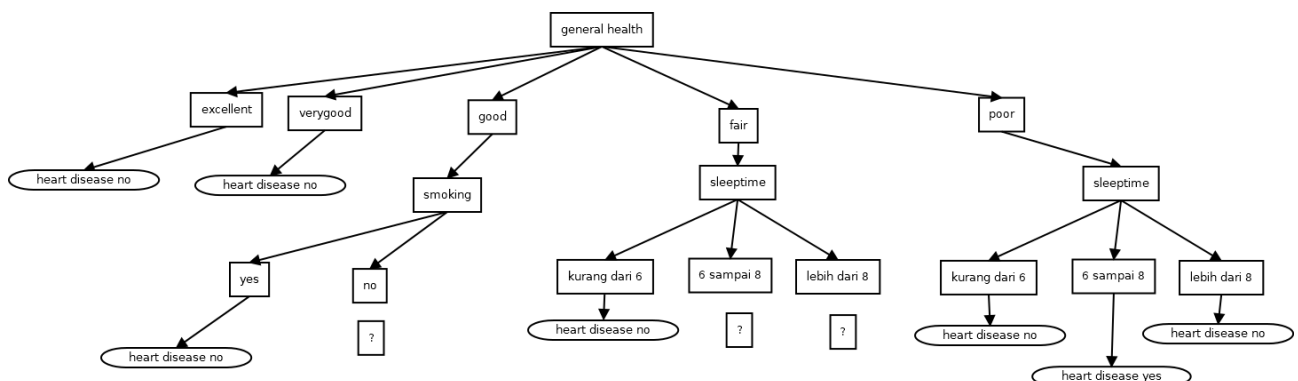 general health
excellent
verygood
good
fair
poor
heart disease no
heart disease no
smoking
sleeptime
sleeptime
yes
no
kurang dari 6
6 sampai 8
lebih dari 8
kurang dari 6
6 sampai 8
lebih dari 8
heart disease no
?
heart disease no
?
?
heart disease no
heart disease yes
heart disease no